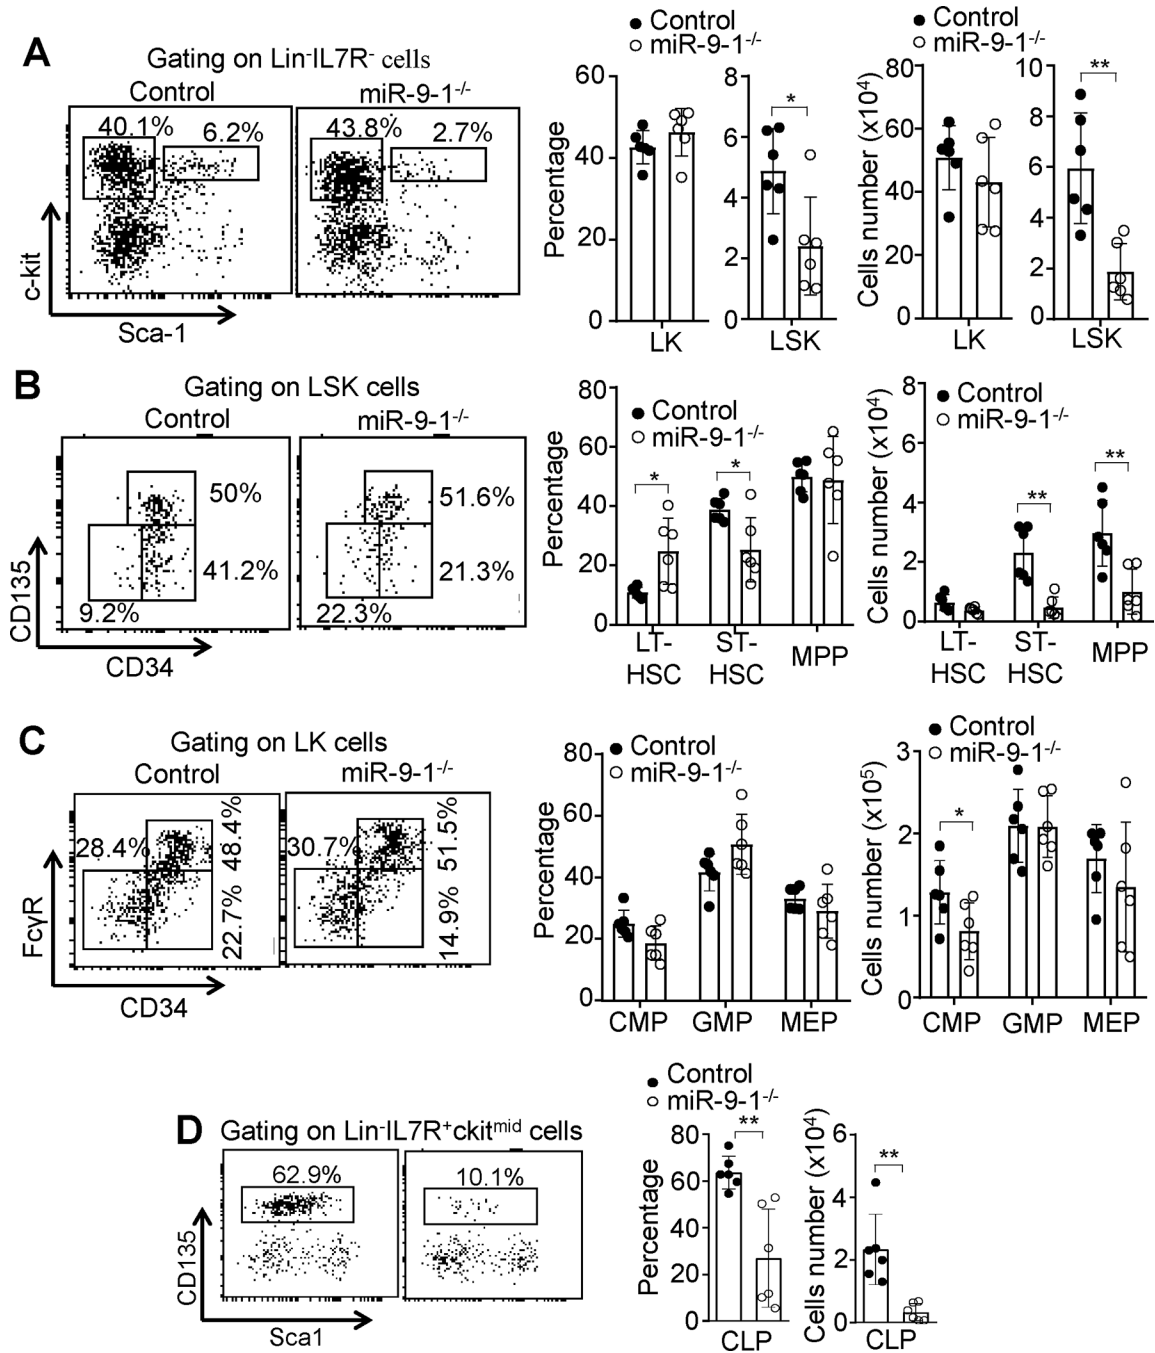 A
Gating on Lin-IL7R- cells
Control
miR-9-1-/-
40.1%
6.2%
43.8%
2.7%
c-kit
Sca-1
Control
miR-9-1-/-
Percentage
60
40
20
0
LK
8
6
4
2
0
*
LSK
Control
miR-9-1-/-
Cells number (x10^4)
80
60
40
20
0
LK
10
8
6
4
2
0
**
LSK
B
Gating on LSK cells
Control
miR-9-1-/-
50%
41.2%
9.2%
51.6%
21.3%
22.3%
CD135
CD34
Percentage
80
60
40
20
0
Control
miR-9-1-/-
*
*
LT-HSC
ST-HSC
MPP
Cells number (x10^4)
8
6
4
2
0
Control
miR-9-1-/-
**
**
LT-HSC
ST-HSC
MPP
C
Gating on LK cells
Control
miR-9-1-/-
28.4%
48.4%
22.7%
30.7%
51.5%
14.9%
FcγR
CD34
Percentage
80
60
40
20
0
Control
miR-9-1-/-
CMP
GMP
MEP
Cells number (x10^5)
3
2
1
0
Control
miR-9-1-/-
*
CMP
GMP
MEP
D
Gating on Lin-IL7R+ckitmid cells
62.9%
10.1%
CD135
Sca1
Control
miR-9-1-/-
Percentage
80
60
40
20
0
**
CLP
Cells number (x10^4)
6
4
2
0
**
CLP